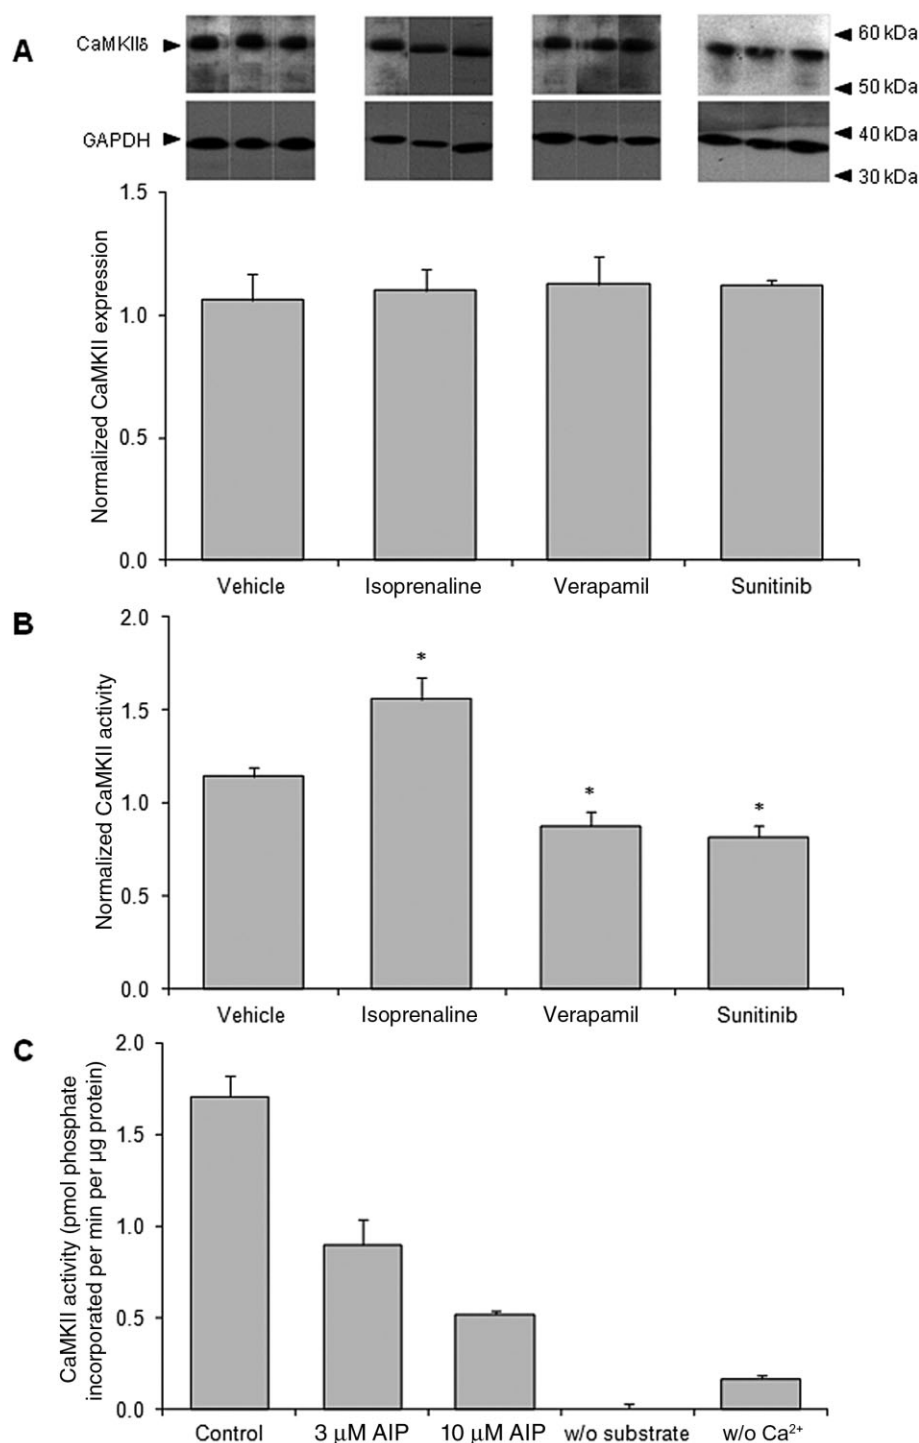 A
CaMKIIδ
60 kDa
50 kDa
GAPDH
40 kDa
30 kDa
Normalized CaMKII expression
1.5
1.0
0.5
0.0
Vehicle Isoprenaline Verapamil Sunitinib
B
Normalized CaMKII activity
2.0
1.5
1.0
0.5
0.0
* * *
Vehicle Isoprenaline Verapamil Sunitinib
C
CaMKII activity (pmol phosphate
incorporated per min per µg protein)
2.0
1.5
1.0
0.5
0.0
Control 3 µM AIP 10 µM AIP w/o substrate w/o Ca²⁺